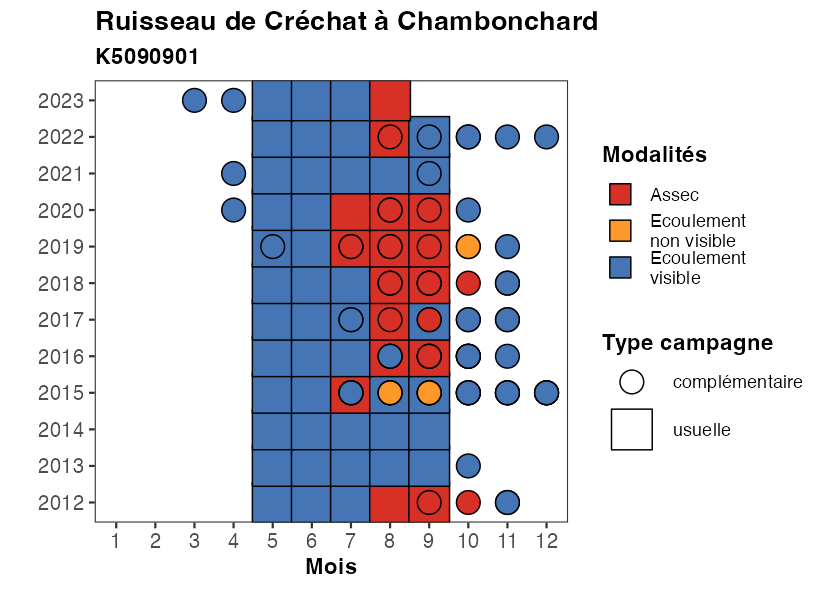 Ruisseau de Créchat à Chambonchard
K5090901
2023
2022
2021
2020
2019
2018
2017
2016
2015
2014
2013
2012
1 2 3 4 5 6 7 8 9 10 11 12
Mois
Modalités
Assec
Ecoulement
non visible
Ecoulement
visible
Type campagne
complémentaire
usuelle